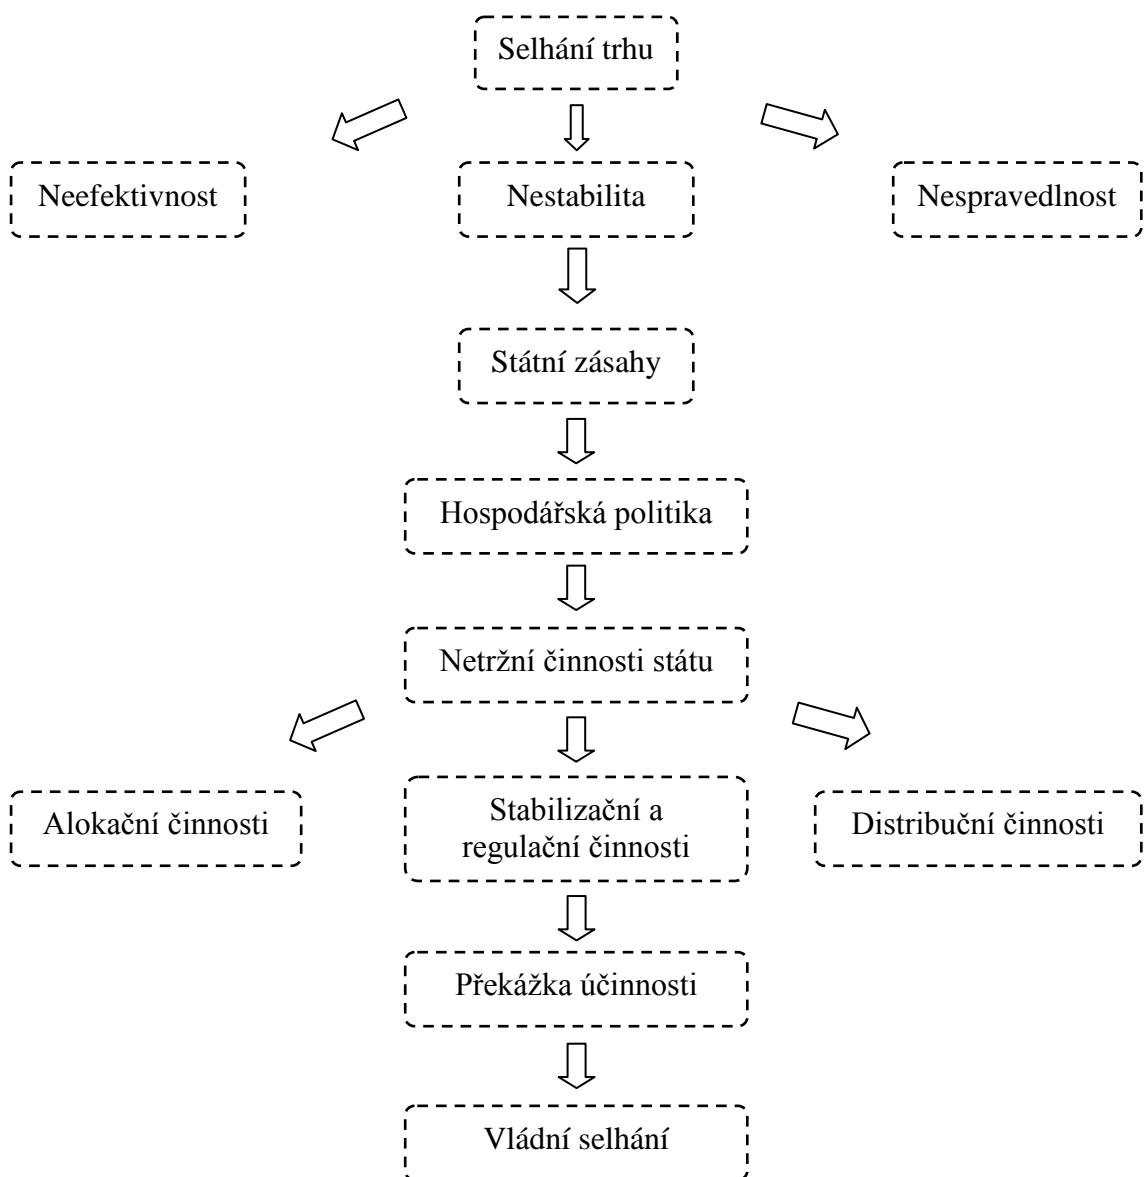 Selhání trhu
Neefektivnost
Nestabilita
Nespravedlnost
Státní zásahy
Hospodářská politika
Netržní činnosti státu
Alokační činnosti
Stabilizační a
regulační činnosti
Distribuční činnosti
Překážka účinnosti
Vládní selhání